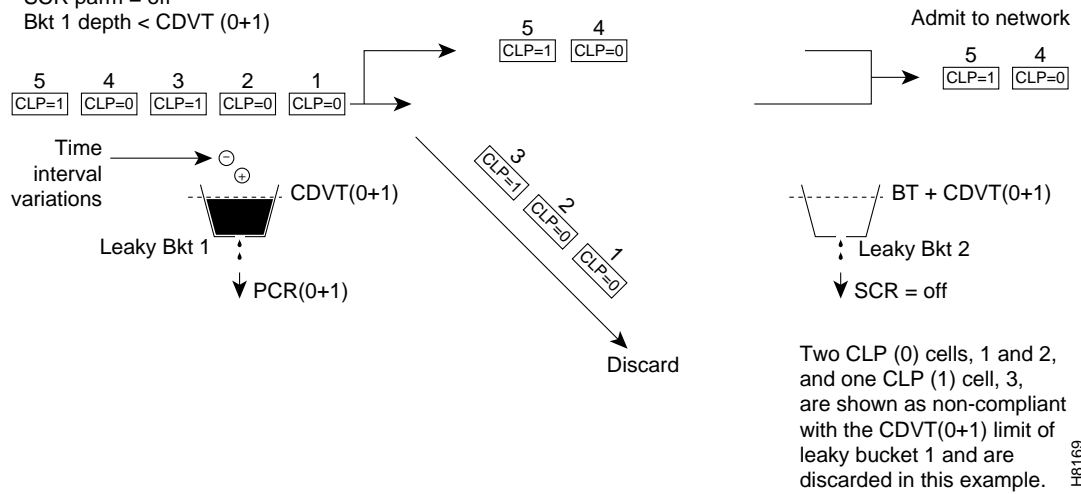 SCR parm = off
Bkt 1 depth < CDVT (0+1)
Admit to network
5 4
CLP=1 CLP=0
5 4
CLP=1 CLP=0
5 4 3 2 1
CLP=1 CLP=0 CLP=1 CLP=0 CLP=0
Time
interval
variations
− 
+
CDVT(0+1)
Leaky Bkt 1
PCR(0+1)
3
CLP=1
2
CLP=0
1
CLP=0
Discard
BT + CDVT(0+1)
Leaky Bkt 2
SCR = off
Two CLP (0) cells, 1 and 2,
and one CLP (1) cell, 3,
are shown as non-compliant
with the CDVT(0+1) limit of
leaky bucket 1 and are
discarded in this example.
H8169